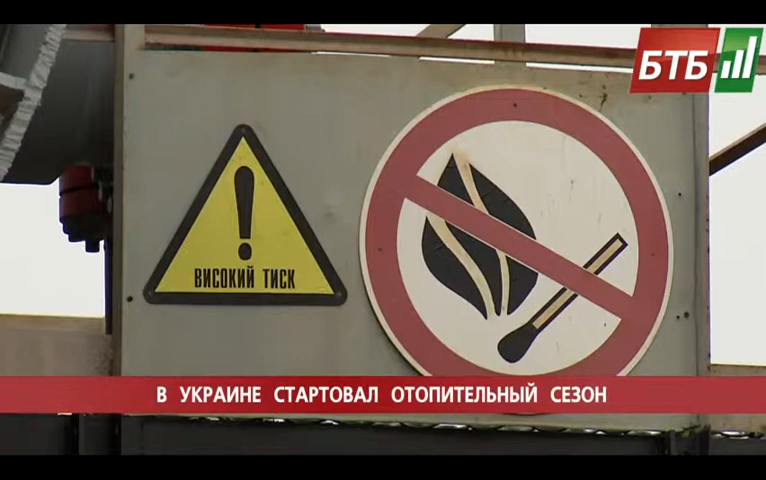 БТБ
ВИСОКИЙ ТИСК
В УКРАИНЕ СТАРТОВАЛ ОТОПИТЕЛЬНЫЙ СЕЗОН